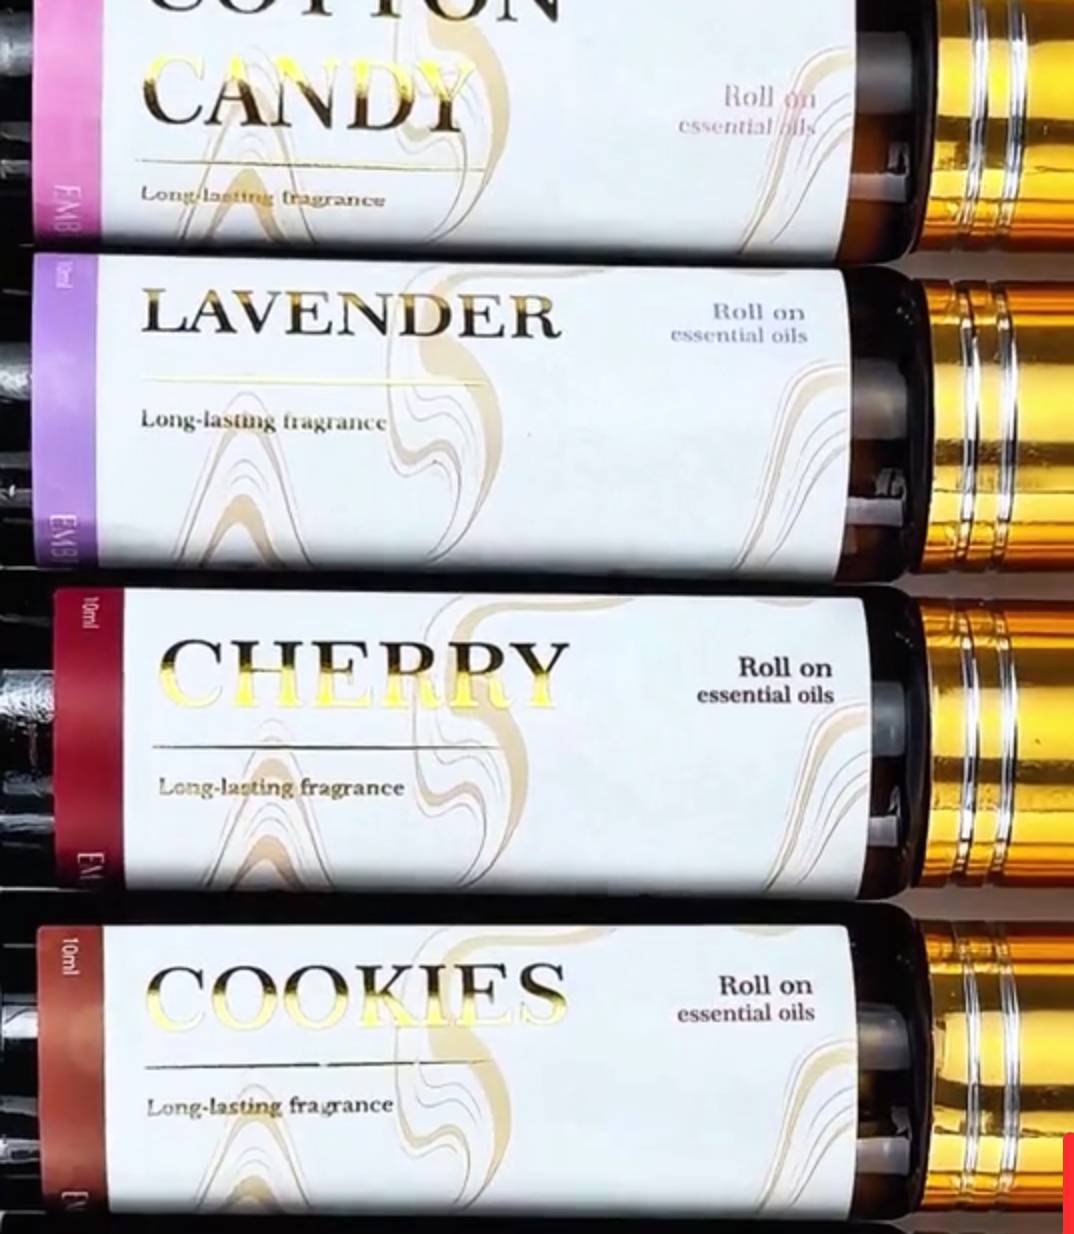 COTTON
CANDY
Roll on
essential oils
Long-lasting fragrance
10ml
LAVENDER
Roll on
essential oils
Long-lasting fragrance
10ml
CHERRY
Roll on
essential oils
Long-lasting fragrance
10ml
COOKIES
Roll on
essential oils
Long-lasting fragrance